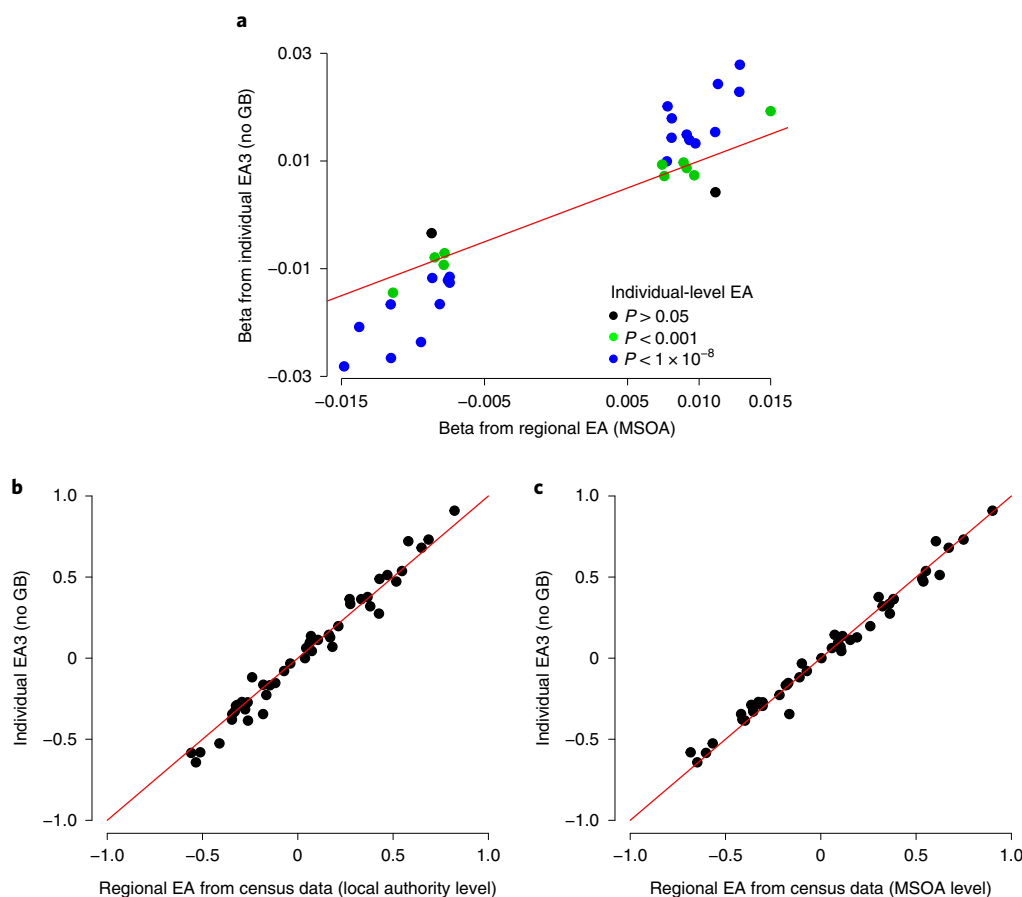 a
0.03
0.01
−0.01
−0.03
Beta from individual EA3 (no GB)
−0.015
−0.005
0.005
0.010
0.015
Beta from regional EA (MSOA)
Individual-level EA
P > 0.05
P < 0.001
P < 1 × 10⁻⁸
b
1.0
0.5
0
−0.5
−1.0
Individual EA3 (no GB)
−1.0
−0.5
0
0.5
1.0
Regional EA from census data (local authority level)
c
1.0
0.5
0
−0.5
−1.0
Individual EA3 (no GB)
−1.0
−0.5
0
0.5
1.0
Regional EA from census data (MSOA level)